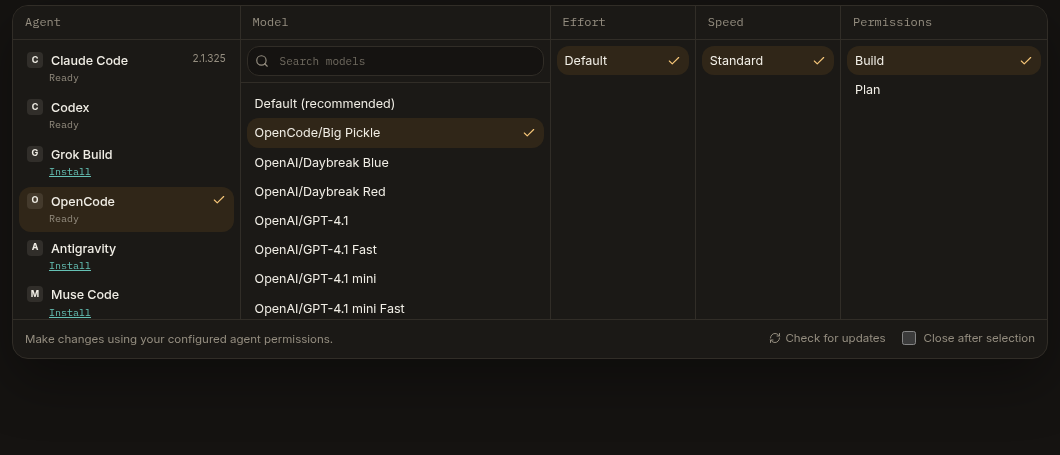 Agent
Model
Effort
Speed
Permissions
C
Claude Code
2.1.325
Ready
C
Codex
Ready
G
Grok Build
Install
O
OpenCode
Ready
A
Antigravity
Install
M
Muse Code
Install
Search models
Default (recommended)
OpenCode/Big Pickle
OpenAI/Daybreak Blue
OpenAI/Daybreak Red
OpenAI/GPT-4.1
OpenAI/GPT-4.1 Fast
OpenAI/GPT-4.1 mini
OpenAI/GPT-4.1 mini Fast
Default
Standard
Build
Plan
Make changes using your configured agent permissions.
Check for updates
Close after selection